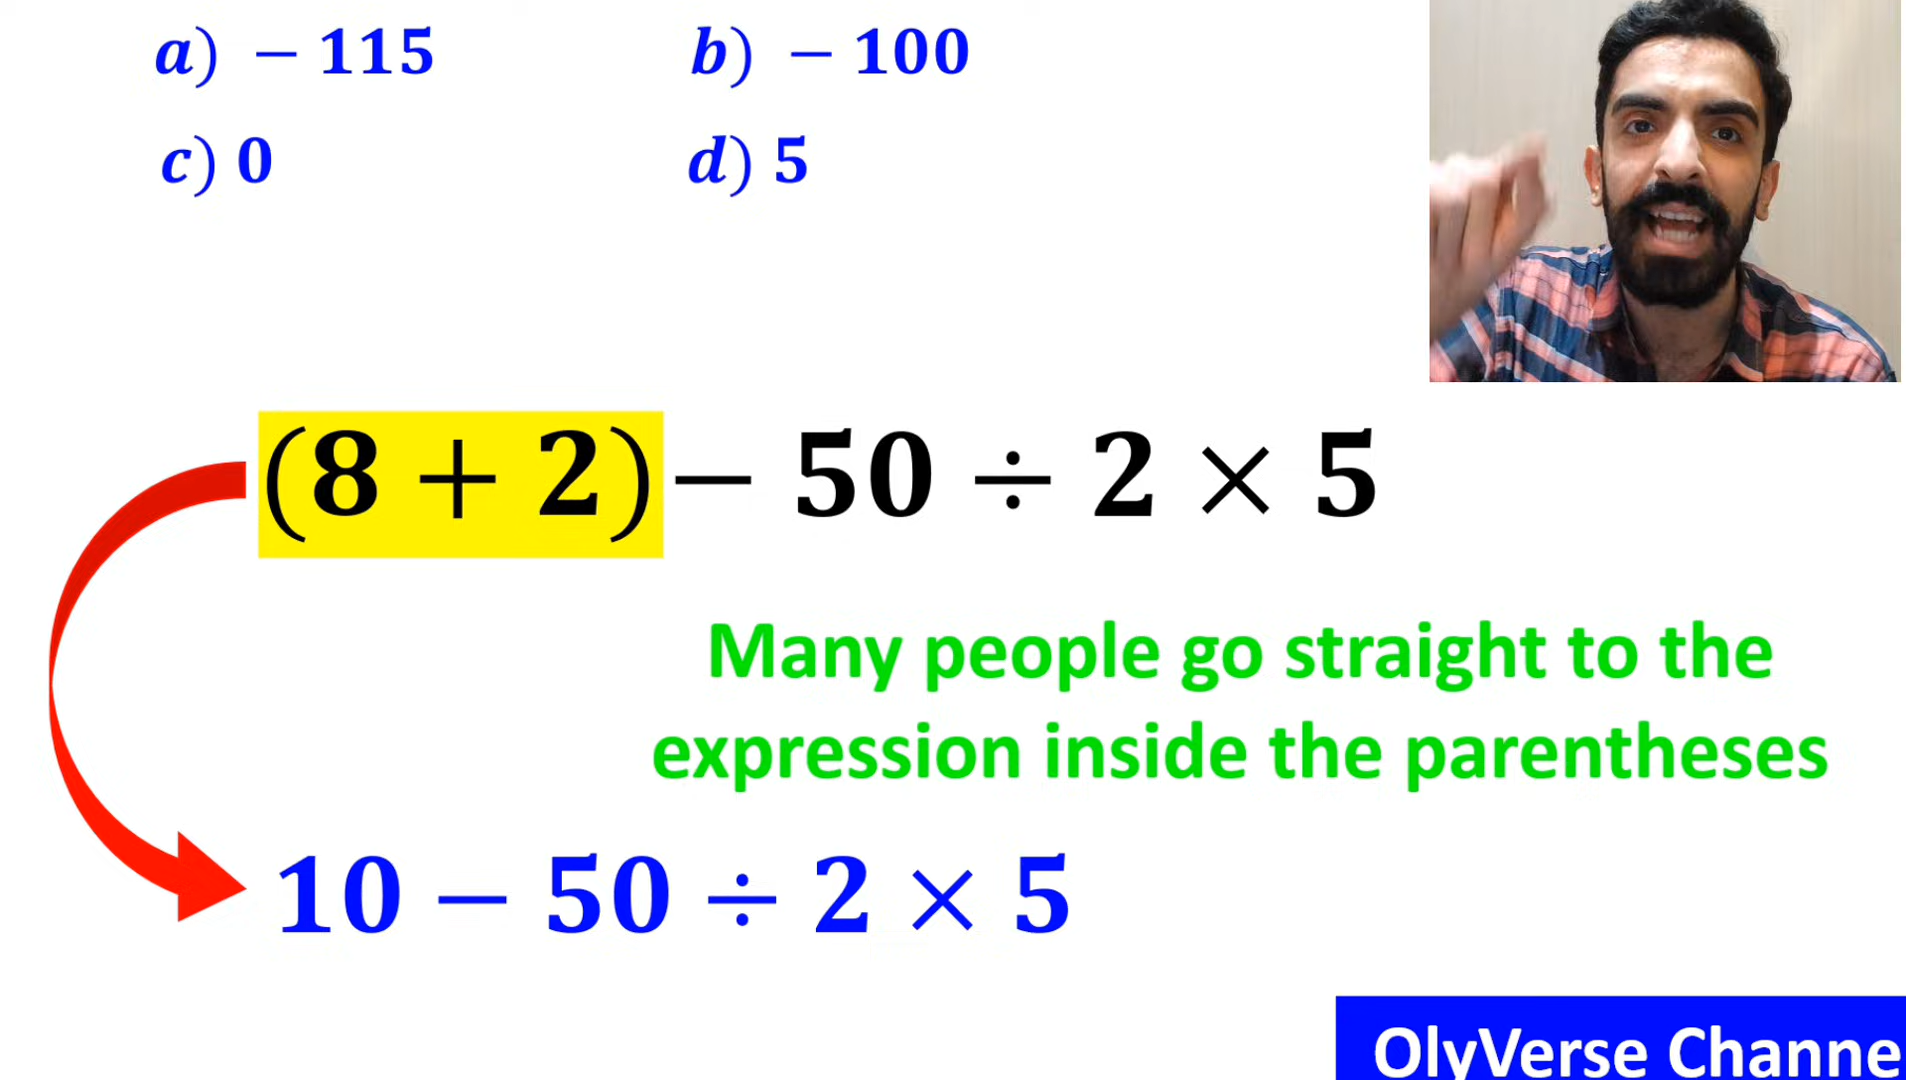 a) – 115 b) – 100
c) 0 d) 5
(8 + 2) – 50 ÷ 2 × 5
Many people go straight to the
expression inside the parentheses
10 – 50 ÷ 2 × 5
OlyVerse Channe